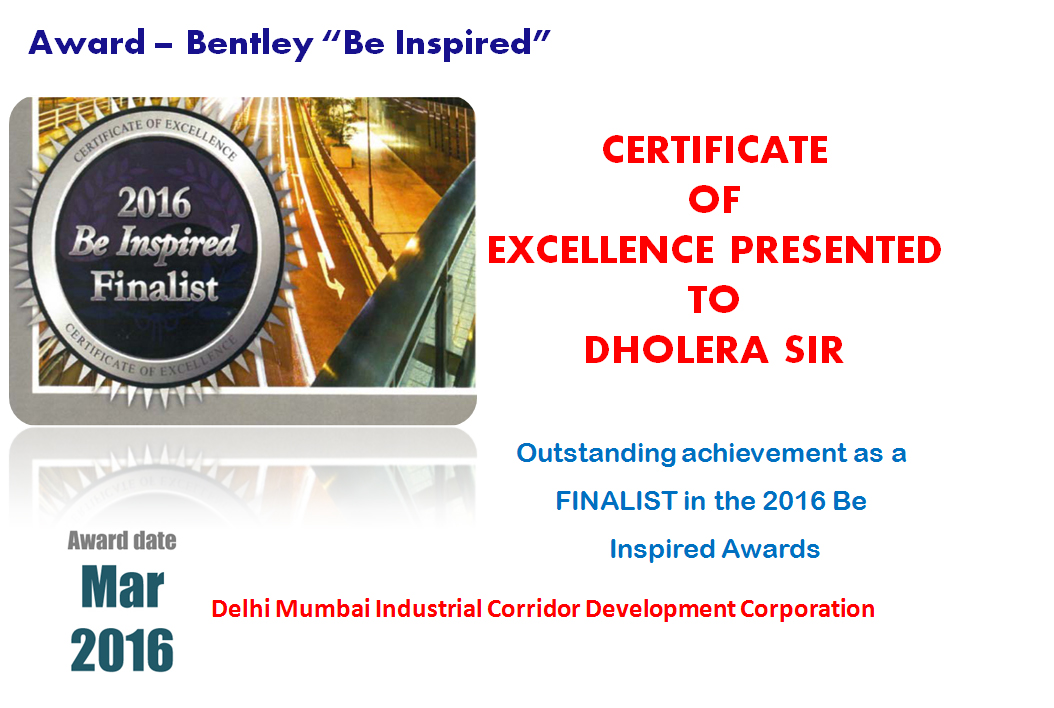 Award – Bentley “Be Inspired”
CERTIFICATE OF EXCELLENCE
2016
Be Inspired
Finalist
CERTIFICATE OF EXCELLENCE
CERTIFICATE
OF
EXCELLENCE PRESENTED
TO
DHOLERA SIR
Outstanding achievement as a
FINALIST in the 2016 Be
Inspired Awards
Award date
Mar
2016
Delhi Mumbai Industrial Corridor Development Corporation